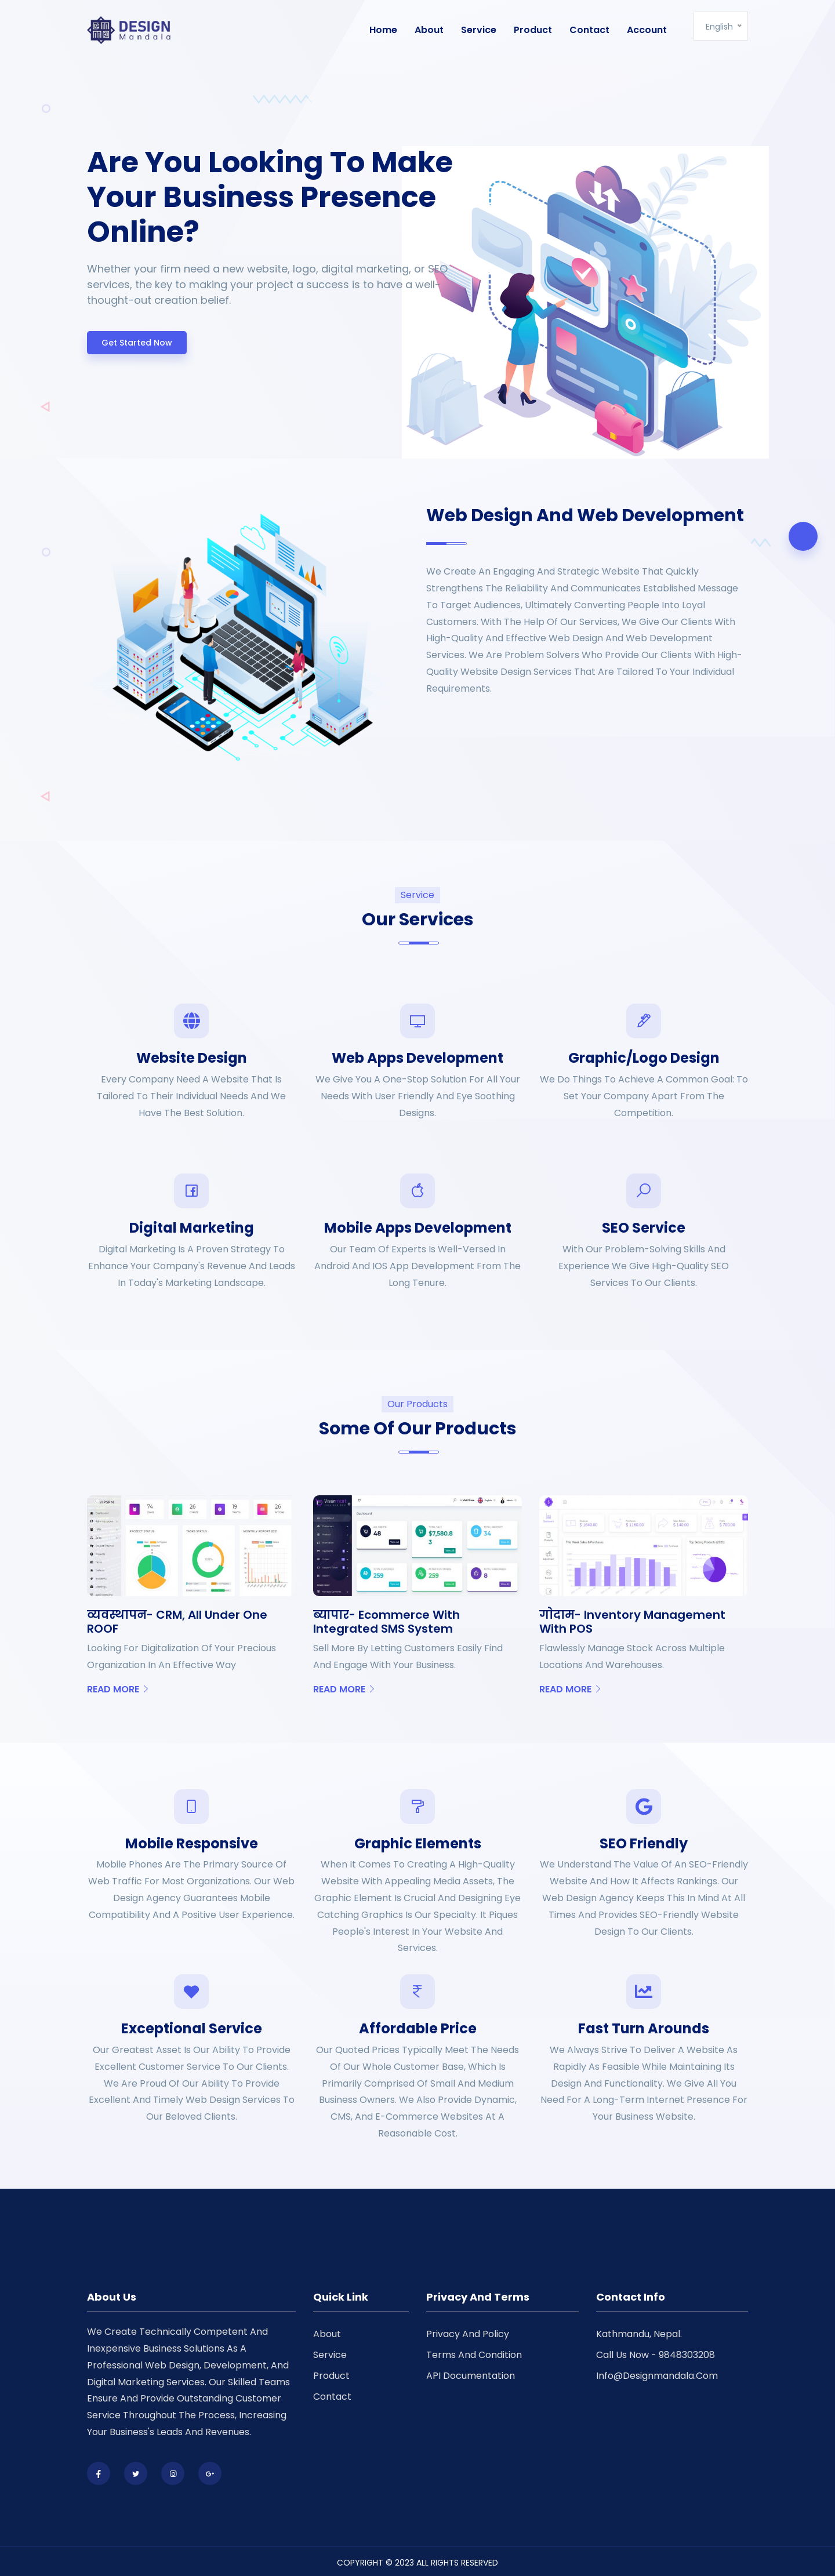 DESIGN
Mandala
Home About Service Product Contact Account
English
Are You Looking To Make
Your Business Presence
Online?
Whether your firm need a new website, logo, digital marketing, or SEO
services, the key to making your project a success is to have a well-
thought-out creation belief.
Get Started Now
Web Design And Web Development
We Create An Engaging And Strategic Website That Quickly
Strengthens The Reliability And Communicates Established Message
To Target Audiences, Ultimately Converting People Into Loyal
Customers. With The Help Of Our Services, We Give Our Clients With
High-Quality And Effective Web Design And Web Development
Services. We Are Problem Solvers Who Provide Our Clients With High-
Quality Website Design Services That Are Tailored To Your Individual
Requirements.
Service
Our Services
Website Design
Every Company Need A Website That Is
Tailored To Their Individual Needs And We
Have The Best Solution.
Web Apps Development
We Give You A One-Stop Solution For All Your
Needs With User Friendly And Eye Soothing
Designs.
Graphic/Logo Design
We Do Things To Achieve A Common Goal: To
Set Your Company Apart From The
Competition.
Digital Marketing
Digital Marketing Is A Proven Strategy To
Enhance Your Company's Revenue And Leads
In Today's Marketing Landscape.
Mobile Apps Development
Our Team Of Experts Is Well-Versed In
Android And IOS App Development From The
Long Tenure.
SEO Service
With Our Problem-Solving Skills And
Experience We Give High-Quality SEO
Services To Our Clients.
Our Products
Some Of Our Products
व्यवस्थापन- CRM, All Under One
ROOF
Looking For Digitalization Of Your Precious
Organization In An Effective Way
READ MORE
ब्यापार- Ecommerce With
Integrated SMS System
Sell More By Letting Customers Easily Find
And Engage With Your Business.
READ MORE
गोदाम- Inventory Management
With POS
Flawlessly Manage Stock Across Multiple
Locations And Warehouses.
READ MORE
Mobile Responsive
Mobile Phones Are The Primary Source Of
Web Traffic For Most Organizations. Our Web
Design Agency Guarantees Mobile
Compatibility And A Positive User Experience.
Graphic Elements
When It Comes To Creating A High-Quality
Website With Appealing Media Assets, The
Graphic Element Is Crucial And Designing Eye
Catching Graphics Is Our Specialty. It Piques
People's Interest In Your Website And
Services.
SEO Friendly
We Understand The Value Of An SEO-Friendly
Website And How It Affects Rankings. Our
Web Design Agency Keeps This In Mind At All
Times And Provides SEO-Friendly Website
Design To Our Clients.
Exceptional Service
Our Greatest Asset Is Our Ability To Provide
Excellent Customer Service To Our Clients.
We Are Proud Of Our Ability To Provide
Excellent And Timely Web Design Services To
Our Beloved Clients.
Affordable Price
Our Quoted Prices Typically Meet The Needs
Of Our Whole Customer Base, Which Is
Primarily Comprised Of Small And Medium
Business Owners. We Also Provide Dynamic,
CMS, And E-Commerce Websites At A
Reasonable Cost.
Fast Turn Arounds
We Always Strive To Deliver A Website As
Rapidly As Feasible While Maintaining Its
Design And Functionality. We Give All You
Need For A Long-Term Internet Presence For
Your Business Website.
About Us
We Create Technically Competent And
Inexpensive Business Solutions As A
Professional Web Design, Development, And
Digital Marketing Services. Our Skilled Teams
Ensure And Provide Outstanding Customer
Service Throughout The Process, Increasing
Your Business's Leads And Revenues.
Quick Link
About
Service
Product
Contact
Privacy And Terms
Privacy And Policy
Terms And Condition
API Documentation
Contact Info
Kathmandu, Nepal.
Call Us Now - 9848303208
Info@Designmandala.Com
COPYRIGHT © 2023 ALL RIGHTS RESERVED